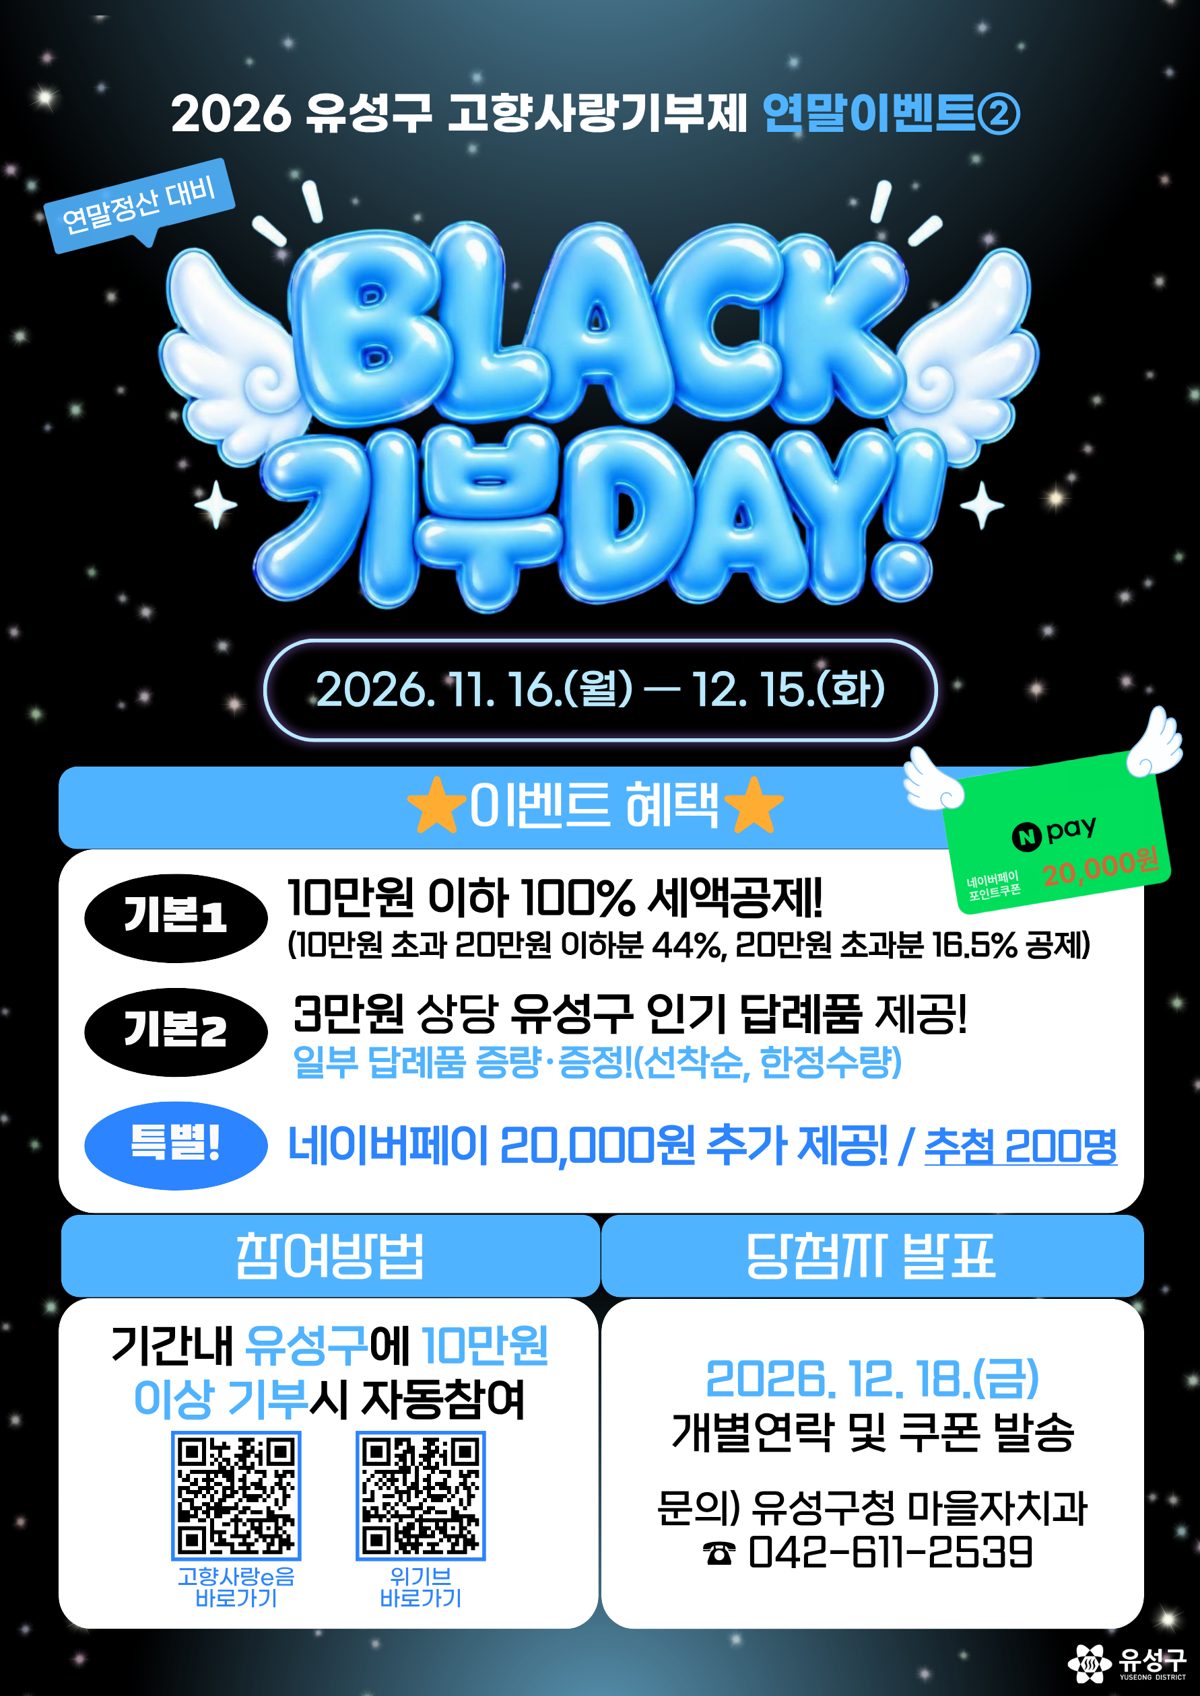 2026 유성구 고향사랑기부제 연말이벤트②
연말정산 대비
BLACK
기부DAY!
2026. 11. 16.(월) — 12. 15.(화)
⭐이벤트 혜택⭐
N pay
네이버페이
포인트쿠폰
20,000원
기본1
10만원 이하 100% 세액공제!
(10만원 초과 20만원 이하분 44%, 20만원 초과분 16.5% 공제)
기본2
3만원 상당 유성구 인기 답례품 제공!
일부 답례품 증량·증정!(선착순, 한정수량)
특별!
네이버페이 20,000원 추가 제공! / 추첨 200명
참여방법
기간내 유성구에 10만원
이상 기부시 자동참여
고향사랑e음
바로가기
위기브
바로가기
당첨자 발표
2026. 12. 18.(금)
개별연락 및 쿠폰 발송
문의) 유성구청 마을자치과
☎ 042-611-2539
유성구
YUSEONG DISTRICT